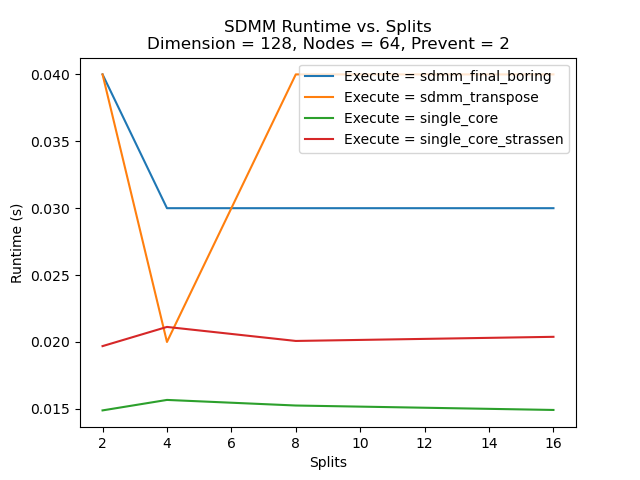 SDMM Runtime vs. Splits
Dimension = 128, Nodes = 64, Prevent = 2
0.040
0.035
0.030
0.025
0.020
0.015
Runtime (s)
Execute = sdmm_final_boring
Execute = sdmm_transpose
Execute = single_core
Execute = single_core_strassen
2 4 6 8 10 12 14 16
Splits